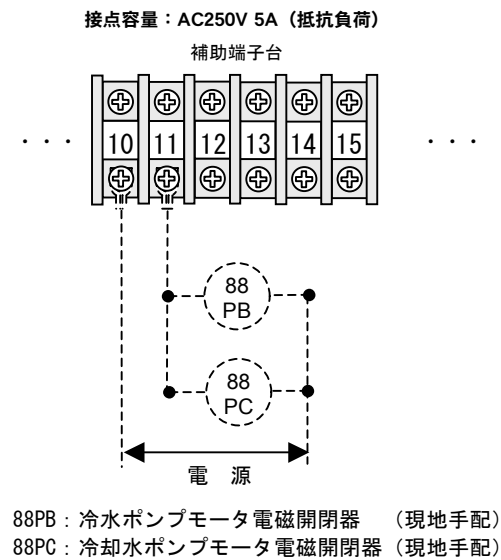 接点容量：AC250V 5A（抵抗負荷）
補助端子台
・・・ 10 11 12 13 14 15 ・・・
88
PB
88
PC
電　源
88PB：冷水ポンプモータ電磁開閉器　（現地手配）
88PC：冷却水ポンプモータ電磁開閉器（現地手配）